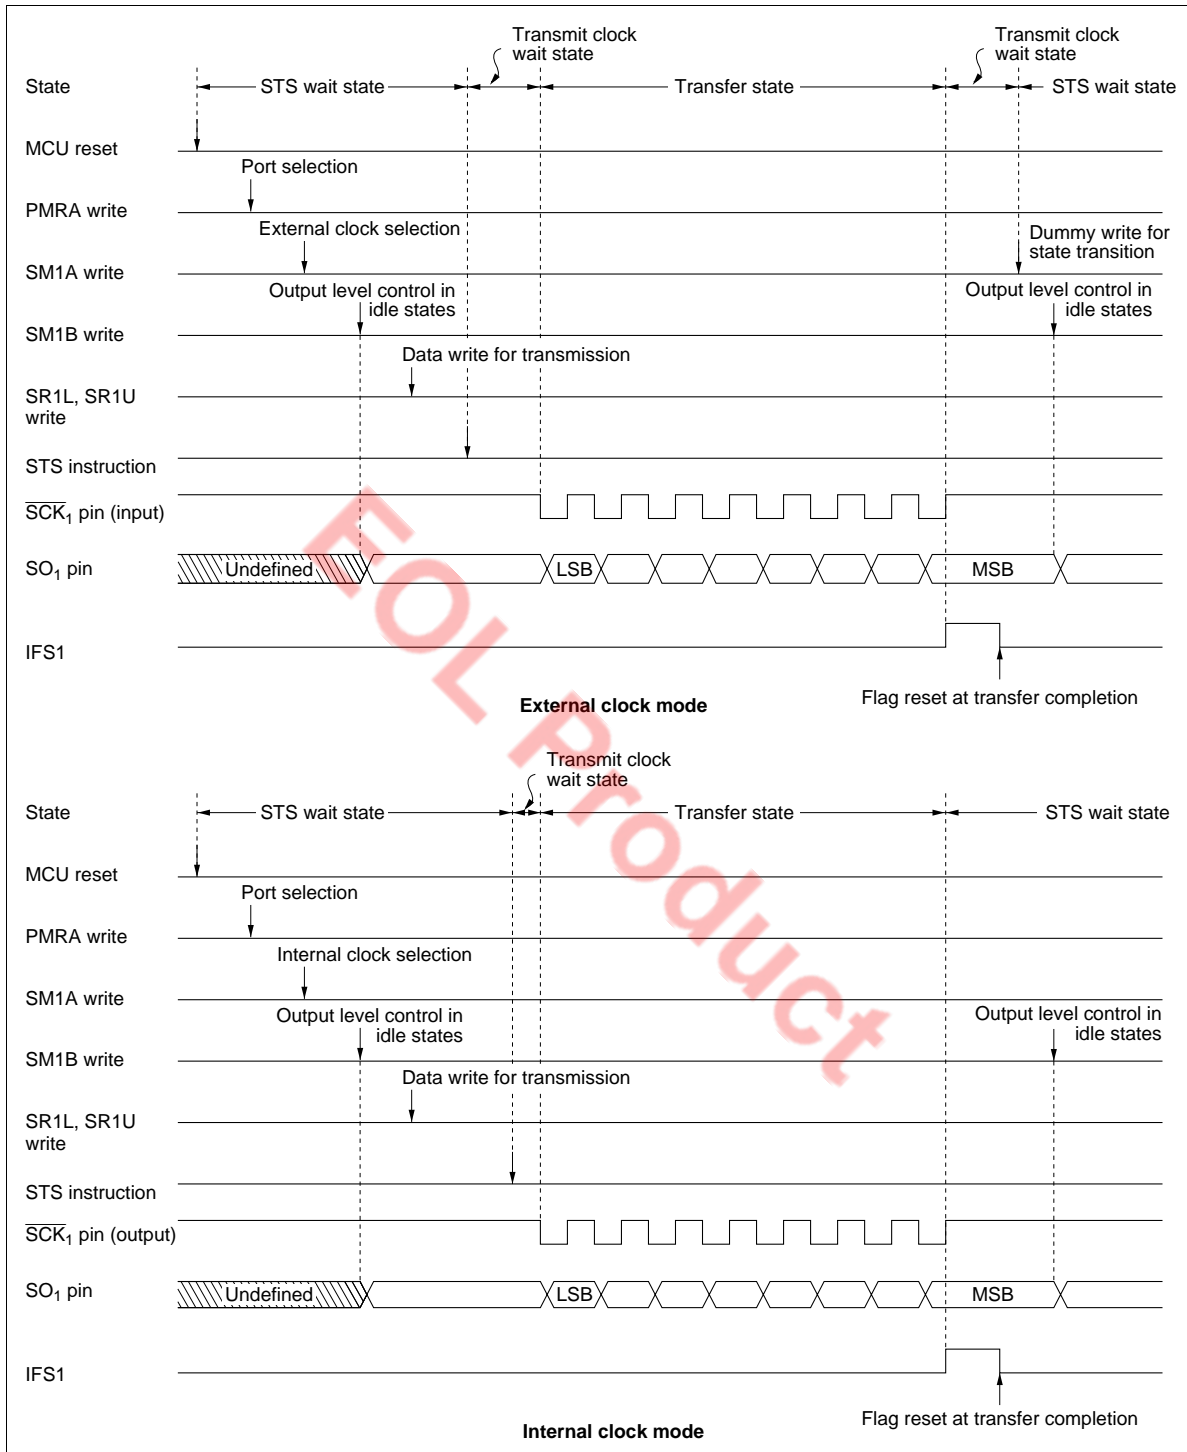 Transmit clock
wait state
Transmit clock
wait state
State
STS wait state
Transfer state
STS wait state
MCU reset
Port selection
PMRA write
External clock selection
Dummy write for
state transition
SM1A write
Output level control in
idle states
Output level control in
idle states
SM1B write
Data write for transmission
SR1L, SR1U
write
STS instruction
SCK1 pin (input)
SO1 pin
Undefined
LSB
MSB
IFS1
Flag reset at transfer completion
External clock mode
EOL Product
Transmit clock
wait state
State
STS wait state
Transfer state
STS wait state
MCU reset
Port selection
PMRA write
Internal clock selection
SM1A write
Output level control in
idle states
Output level control in
idle states
SM1B write
Data write for transmission
SR1L, SR1U
write
STS instruction
SCK1 pin (output)
SO1 pin
Undefined
LSB
MSB
IFS1
Flag reset at transfer completion
Internal clock mode